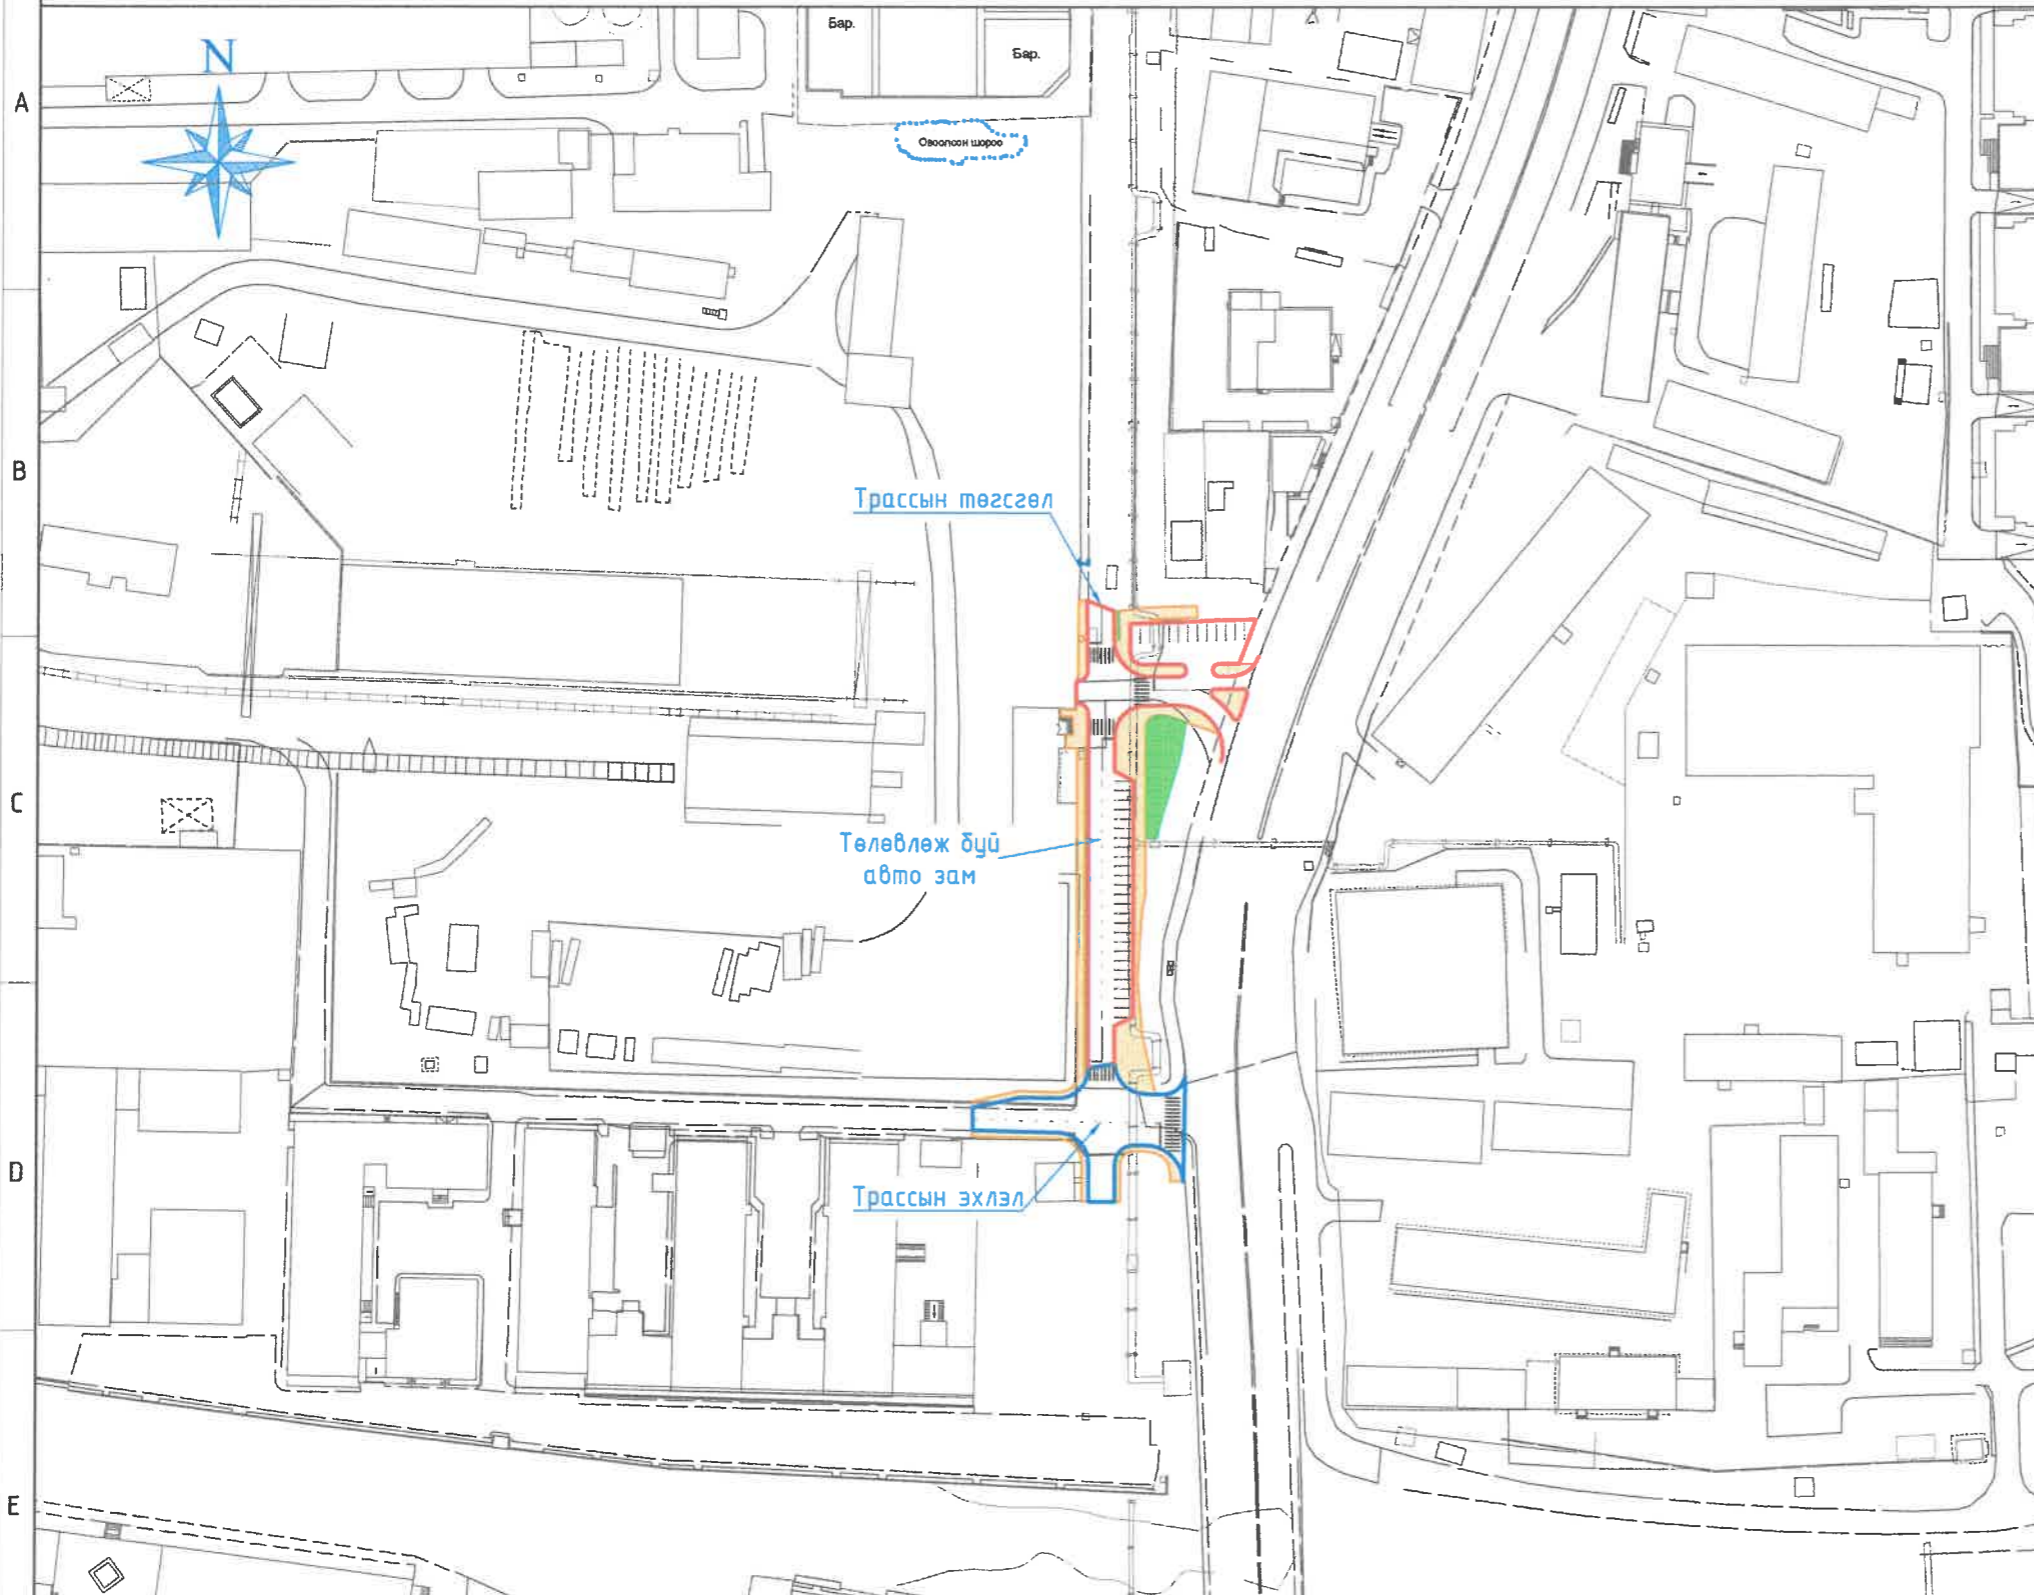 Бар.
Бар.
N
A
Овоолсон шороо
B
Трассын төгсгөл
C
Төлөвлөж буй
авто зам
D
Трассын эхлэл
E